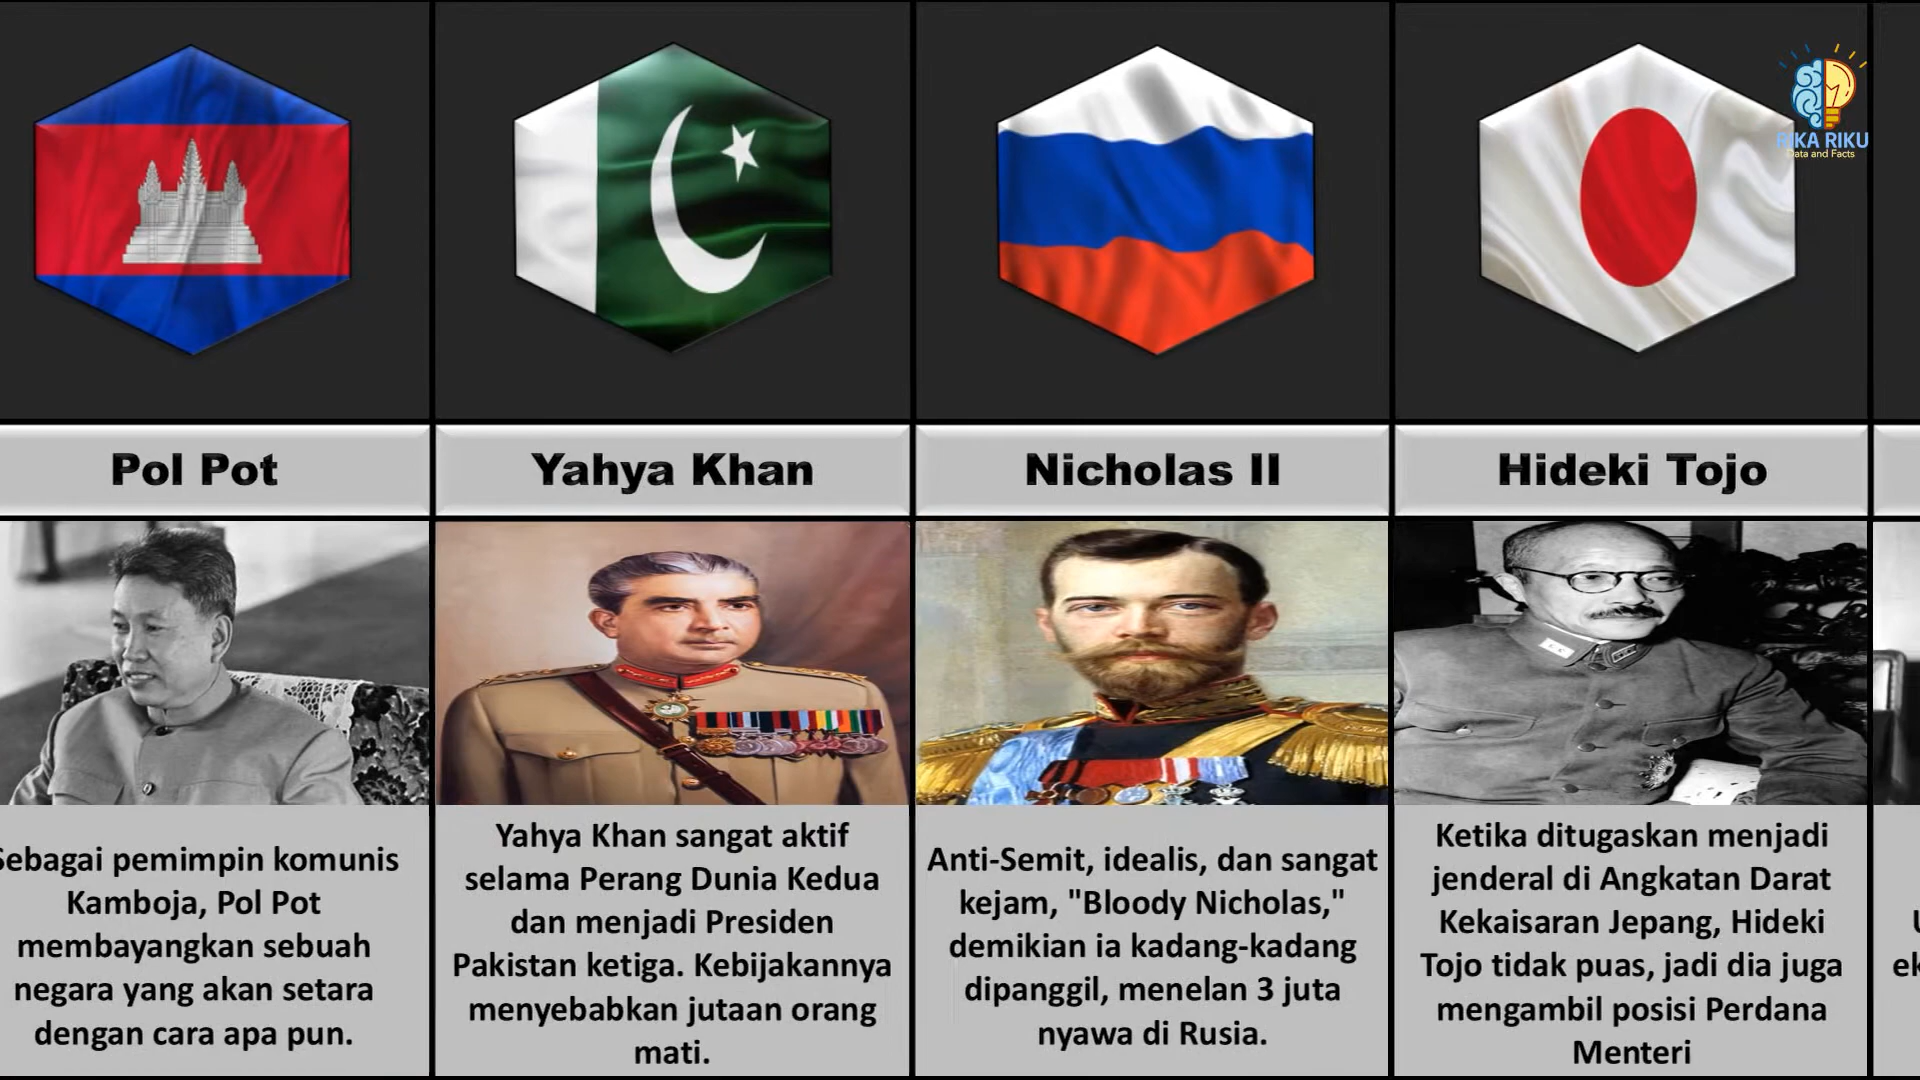 RIKA RIKU
Data and Facts
Pol Pot
Sebagai pemimpin komunis
Kamboja, Pol Pot
membayangkan sebuah
negara yang akan setara
dengan cara apa pun.
Yahya Khan
Yahya Khan sangat aktif
selama Perang Dunia Kedua
dan menjadi Presiden
Pakistan ketiga. Kebijakannya
menyebabkan jutaan orang
mati.
Nicholas II
Anti-Semit, idealis, dan sangat
kejam, "Bloody Nicholas,"
demikian ia kadang-kadang
dipanggil, menelan 3 juta
nyawa di Rusia.
Hideki Tojo
Ketika ditugaskan menjadi
jenderal di Angkatan Darat
Kekaisaran Jepang, Hideki
Tojo tidak puas, jadi dia juga
mengambil posisi Perdana
Menteri